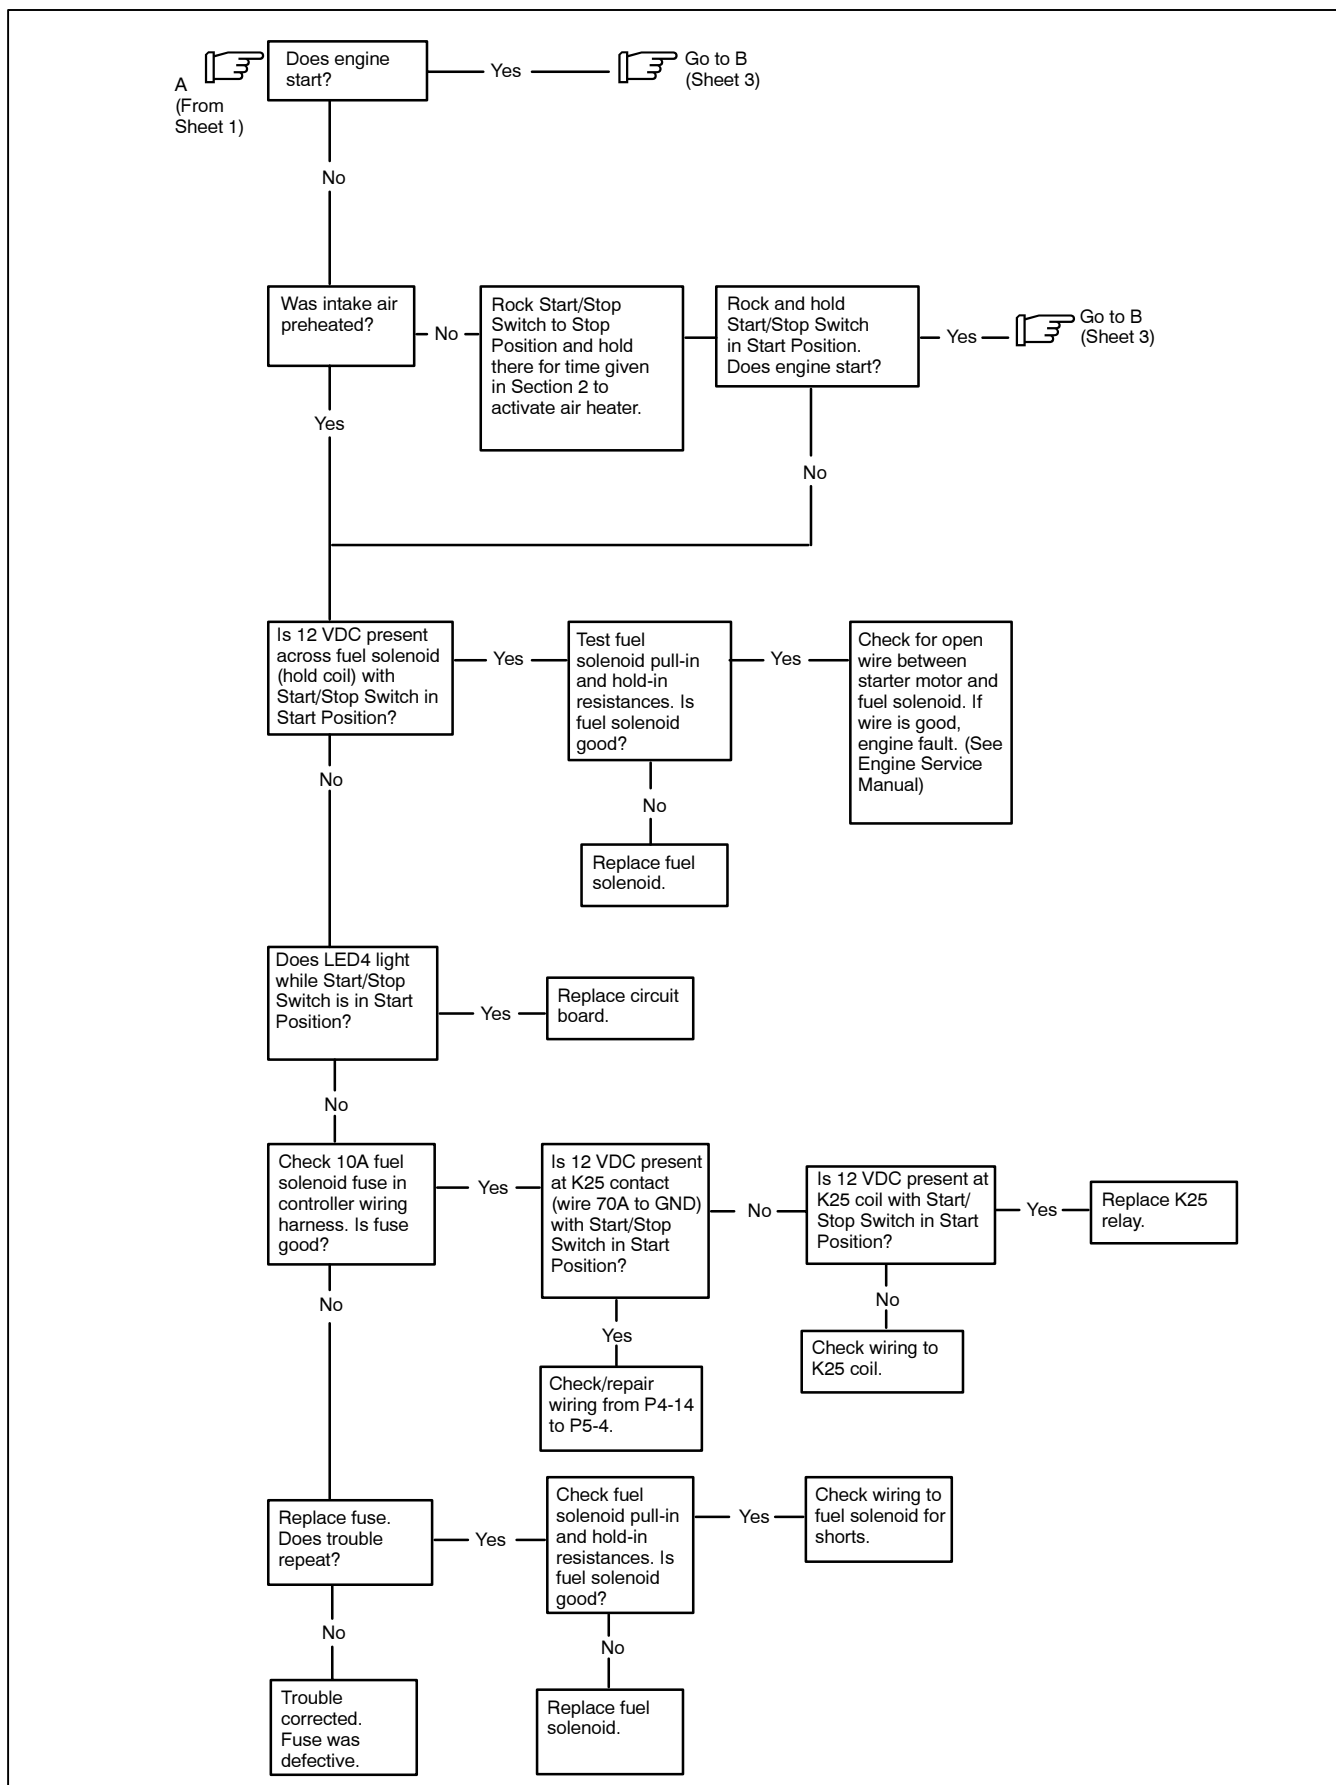 Does engine
start?
Yes
Go to B
(Sheet 3)
A
(From
Sheet 1)
No
Was intake air
preheated?
No
Rock Start/Stop
Switch to Stop
Position and hold
there for time given
in Section 2 to
activate air heater.
Rock and hold
Start/Stop Switch
in Start Position.
Does engine start?
Yes
Go to B
(Sheet 3)
Yes
No
Is 12 VDC present
across fuel solenoid
(hold coil) with
Start/Stop Switch in
Start Position?
Yes
Test fuel
solenoid pull-in
and hold-in
resistances. Is
fuel solenoid
good?
Yes
Check for open
wire between
starter motor and
fuel solenoid. If
wire is good,
engine fault. (See
Engine Service
Manual)
No
No
Replace fuel
solenoid.
Does LED4 light
while Start/Stop
Switch is in Start
Position?
Yes
Replace circuit
board.
No
Check 10A fuel
solenoid fuse in
controller wiring
harness. Is fuse
good?
Yes
Is 12 VDC present
at K25 contact
(wire 70A to GND)
with Start/Stop
Switch in Start
Position?
No
Is 12 VDC present at
K25 coil with Start/
Stop Switch in Start
Position?
Yes
Replace K25
relay.
No
Yes
No
Check wiring to
K25 coil.
Check/repair
wiring from P4-14
to P5-4.
Replace fuse.
Does trouble
repeat?
Yes
Check fuel
solenoid pull-in
and hold-in
resistances. Is
fuel solenoid
good?
Yes
Check wiring to
fuel solenoid for
shorts.
No
No
Trouble
corrected.
Fuse was
defective.
Replace fuel
solenoid.